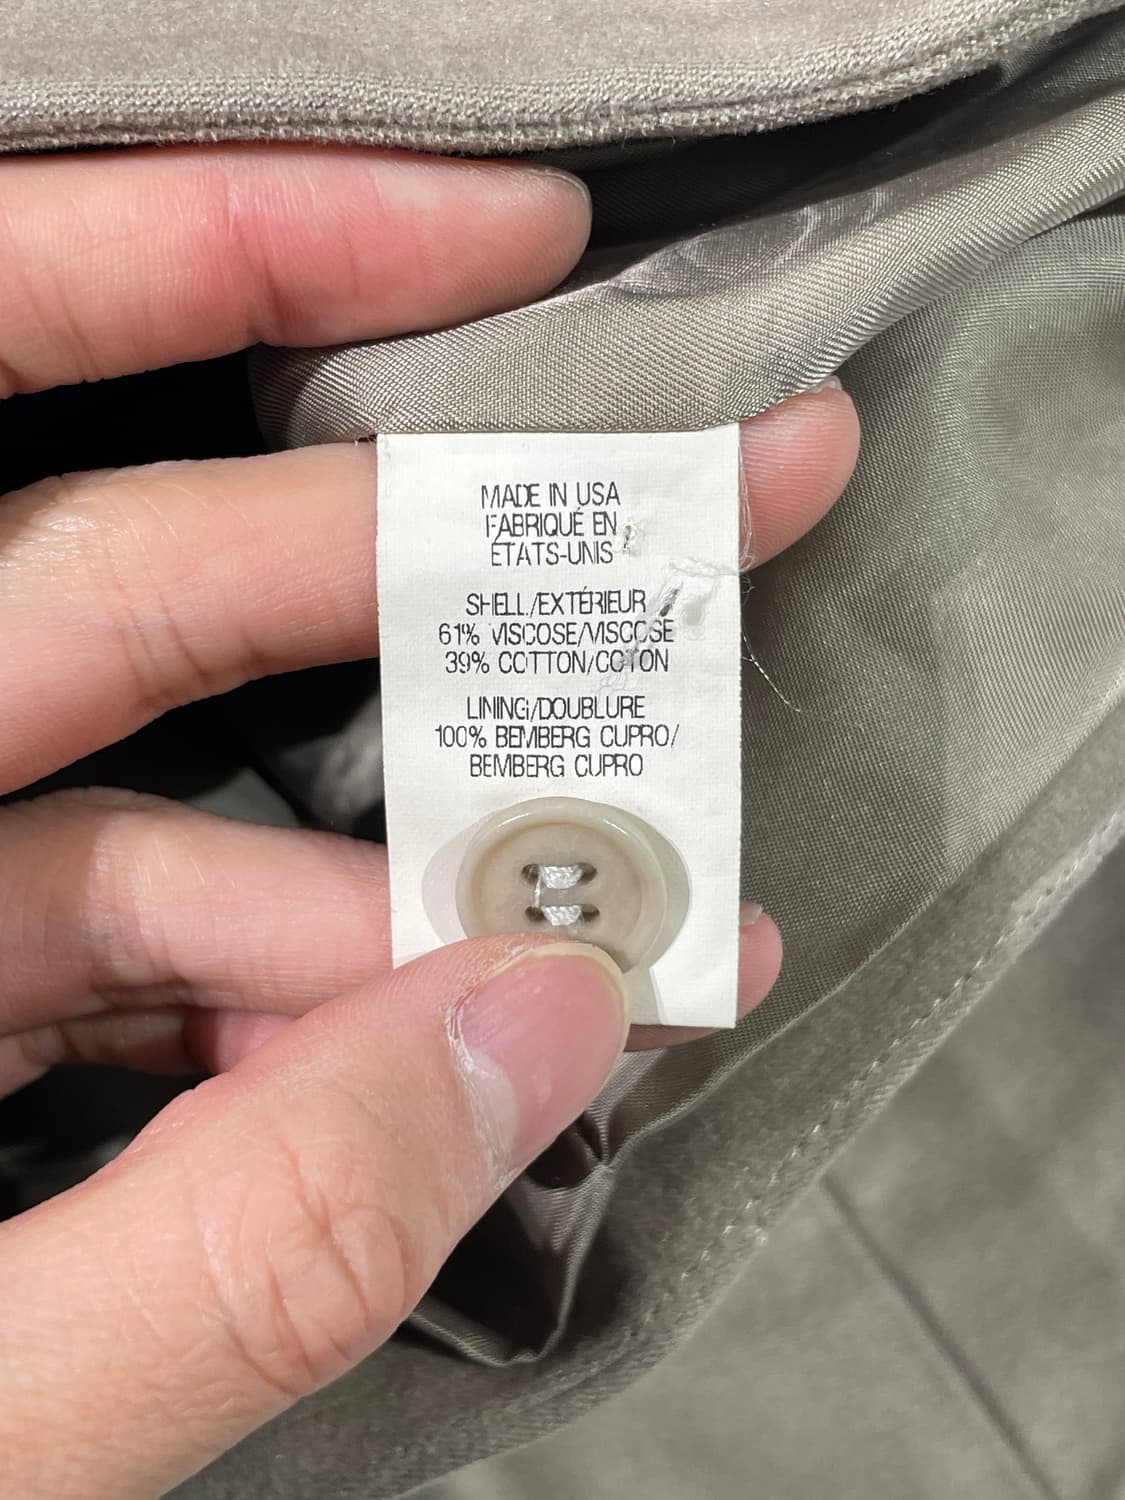 MADE IN USA
FABRIQUÉ EN
ÉTATS-UNIS
SHELL/EXTÉRIEUR
61% VISCOSE/VISCOSE
39% COTTON/COTON
LINING/DOUBLURE
100% BEMBERG CUPRO/
BEMBERG CUPRO